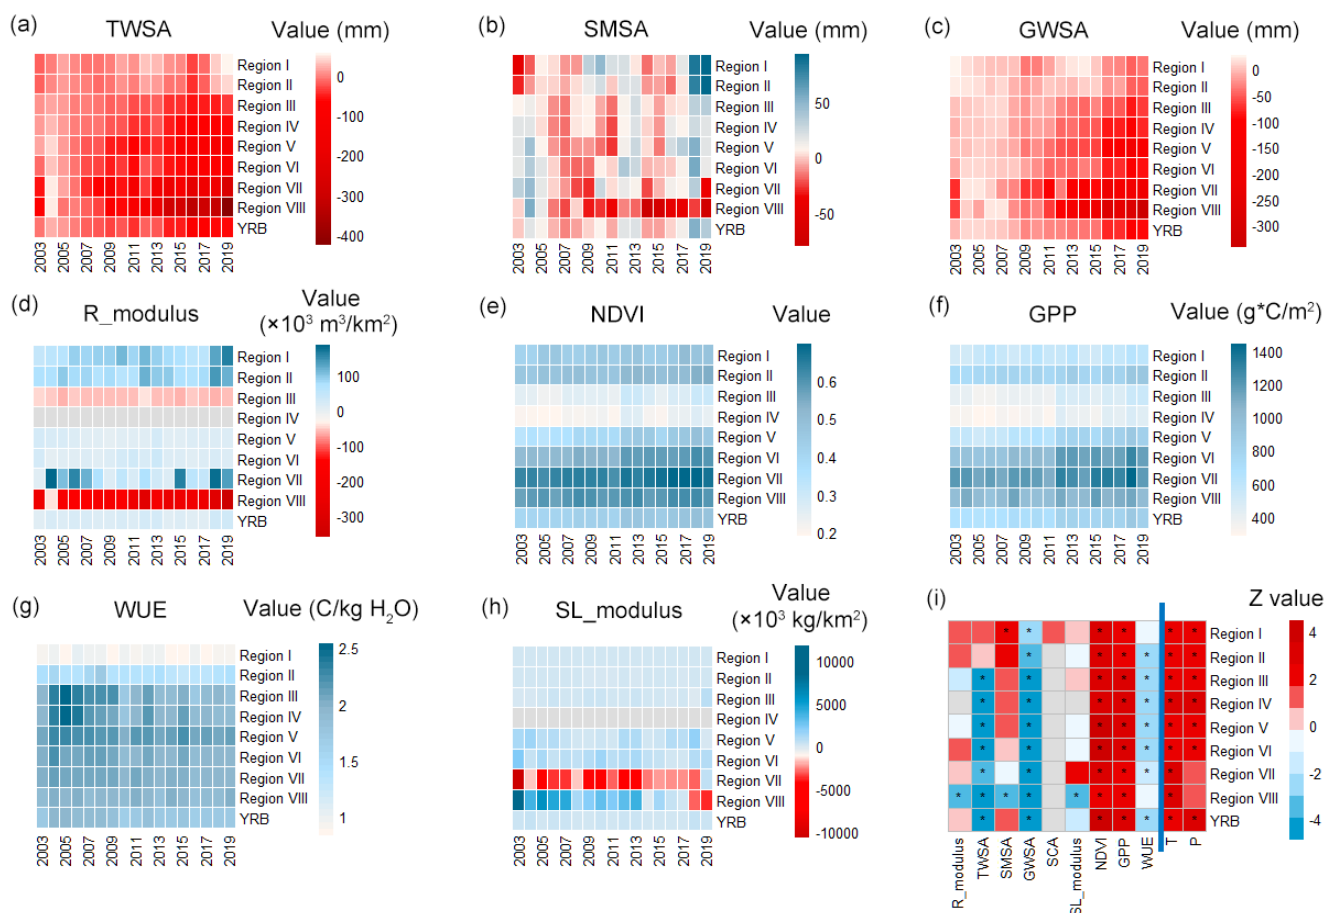 (a) TWSA Value (mm)
Region I
Region II
Region III
Region IV
Region V
Region VI
Region VII
Region VIII
YRB
0
-100
-200
-300
-400
2003 2005 2007 2009 2011 2013 2015 2017 2019
(b) SMSA Value (mm)
Region I
Region II
Region III
Region IV
Region V
Region VI
Region VII
Region VIII
YRB
50
0
-50
2003 2005 2007 2009 2011 2013 2015 2017 2019
(c) GWSA Value (mm)
Region I
Region II
Region III
Region IV
Region V
Region VI
Region VII
Region VIII
YRB
0
-50
-100
-150
-200
-250
-300
2003 2005 2007 2009 2011 2013 2015 2017 2019
(d) R_modulus Value
(×10³ m³/km²)
Region I
Region II
Region III
Region IV
Region V
Region VI
Region VII
Region VIII
YRB
100
0
-100
-200
-300
2003 2005 2007 2009 2011 2013 2015 2017 2019
(e) NDVI Value
Region I
Region II
Region III
Region IV
Region V
Region VI
Region VII
Region VIII
YRB
0.6
0.5
0.4
0.3
0.2
2003 2005 2007 2009 2011 2013 2015 2017 2019
(f) GPP Value (g*C/m²)
Region I
Region II
Region III
Region IV
Region V
Region VI
Region VII
Region VIII
YRB
1400
1200
1000
800
600
400
2003 2005 2007 2009 2011 2013 2015 2017 2019
(g) WUE Value (C/kg H₂O)
Region I
Region II
Region III
Region IV
Region V
Region VI
Region VII
Region VIII
YRB
2.5
2
1.5
1
2003 2005 2007 2009 2011 2013 2015 2017 2019
(h) SL_modulus Value
(×10³ kg/km²)
Region I
Region II
Region III
Region IV
Region V
Region VI
Region VII
Region VIII
YRB
10000
5000
0
-5000
-10000
2003 2005 2007 2009 2011 2013 2015 2017 2019
(i) Z value
Region I
Region II
Region III
Region IV
Region V
Region VI
Region VII
Region VIII
YRB
4
2
0
-2
-4
R_modulus TWSA SMSA GWSA SCA SL_modulus NDVI GPP WUE T P